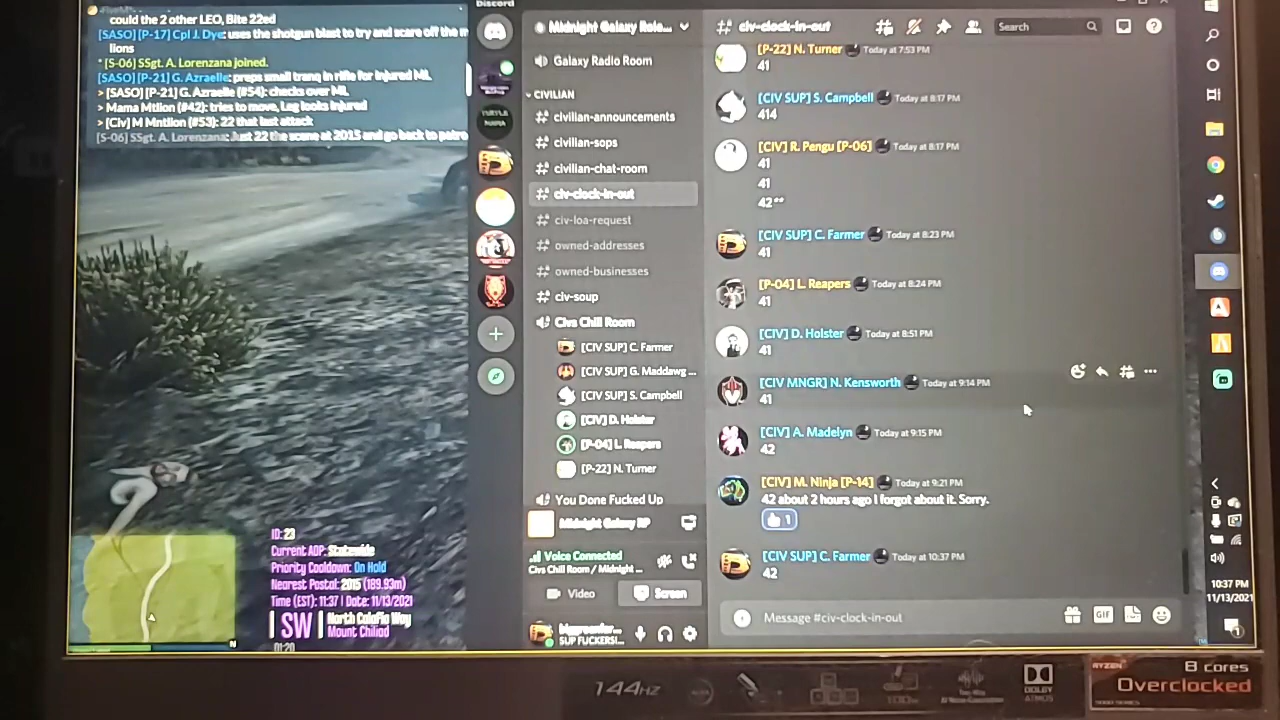 could the 2 other LEO, Bite 22ed
[SASO] [P-17] Cpl J. Dye: uses the shotgun blast to try and scare off the m
lions
* [S-06] SSgt. A. Lorenzana joined.
[SASO] [P-21] G. Azraelle: preps small tranq in rifle for injured ML
> [SASO] [P-21] G. Azraelle (#54): checks over ML
> Mama Mtlion (#42): tries to move, Leg looks injured
> [Civ] M Mntlion (#53): 22 that last attack
[S-06] SSgt. A. Lorenzana: Just 22 the scene at 2015 and go back to patro
ID: 23
Current AOP: Statewide
Priority Cooldown: On Hold
Nearest Postal: 2015 (189.93m)
Time (EST): 11:37 | Date: 11/13/2021
SW
North Calafia Way
Mount Chiliad
01:20
N
Discord
Midnight Galaxy Role...
Galaxy Radio Room
CIVILIAN
civilian-announcements
civilian-sops
civilian-chat-room
civ-clock-in-out
civ-loa-request
owned-addresses
owned-businesses
civ-soup
Civs Chill Room
[CIV SUP] C. Farmer
[CIV SUP] G. Maddawg ...
[CIV SUP] S. Campbell
[CIV] D. Holster
[P-04] L. Reapers
[P-22] N. Turner
You Done Fucked Up
Midnight Galaxy RP
Voice Connected
Civs Chill Room / Midnight ...
Video
Screen
SUP FUCKERS!...
# civ-clock-in-out
Search
[P-22] N. Turner Today at 7:53 PM
41
[CIV SUP] S. Campbell Today at 8:17 PM
414
[CIV] R. Pengu [P-06] Today at 8:17 PM
41
41
42**
[CIV SUP] C. Farmer Today at 8:23 PM
41
[P-04] L. Reapers Today at 8:24 PM
41
[CIV] D. Holster Today at 8:51 PM
41
[CIV MNGR] N. Kensworth Today at 9:14 PM
41
[CIV] A. Madelyn Today at 9:15 PM
42
[CIV] M. Ninja [P-14] Today at 9:21 PM
42 about 2 hours ago I forgot about it. Sorry.
1
[CIV SUP] C. Farmer Today at 10:37 PM
42
Message #civ-clock-in-out
GIF
10:37 PM
11/13/2021
1
144HZ
DOLBY
ATMOS
RYZEN
8 cores
Overclocked